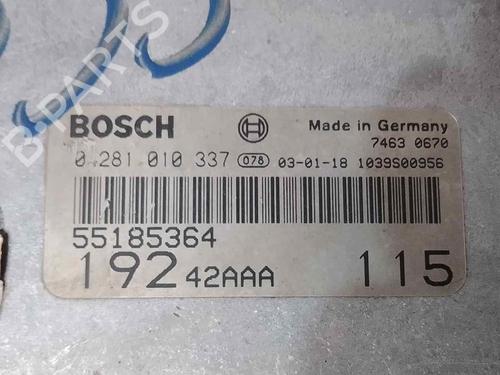 B PARTS
BOSCH Made in Germany
7463 0670
0 281 010 337 078 03-01-18 1039S00956
55185364
192 42AAA 115